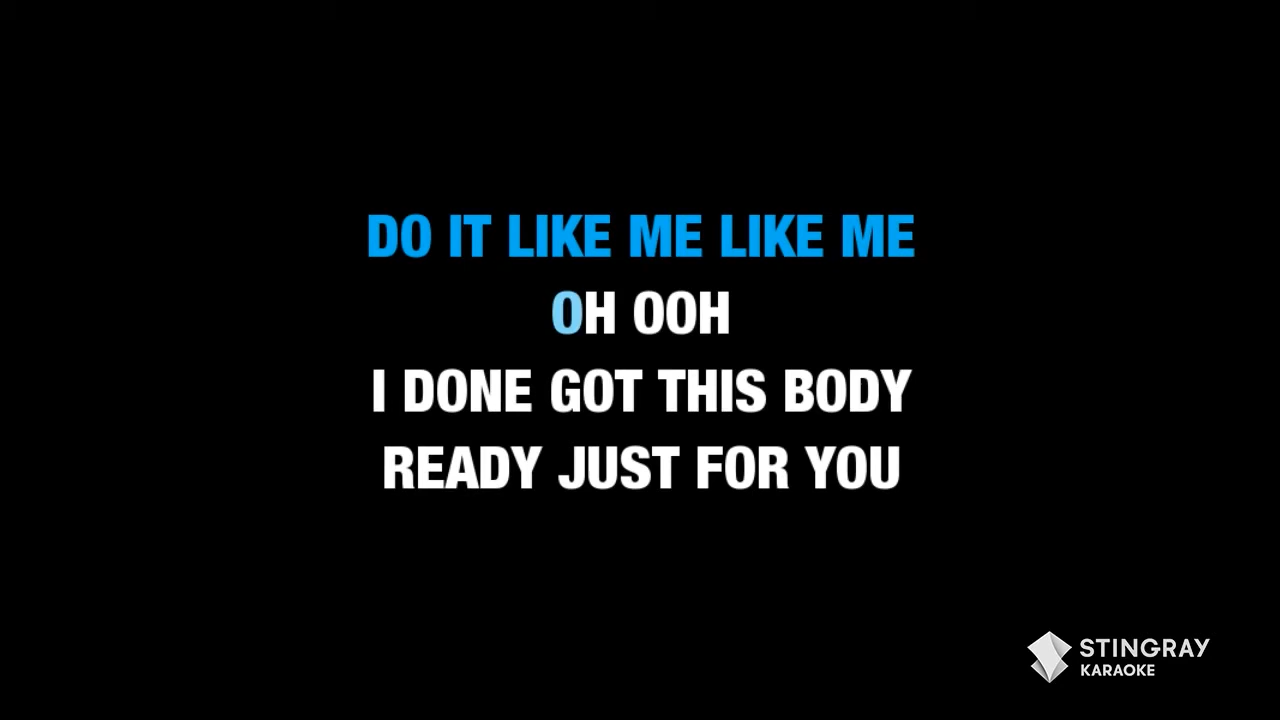 DO IT LIKE ME LIKE ME
OH OOH
I DONE GOT THIS BODY
READY JUST FOR YOU
STINGRAY
KARAOKE